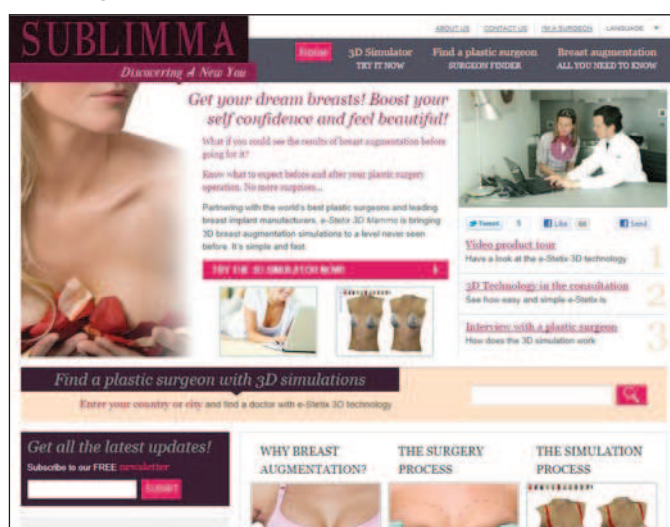 SUBLIMMA
Discovering A New You
ABOUT US CONTACT US I'M A SURGEON LANGUAGE
Home
3D Simulator
TRY IT NOW
Find a plastic surgeon
SURGEON FINDER
Breast augmentation
ALL YOU NEED TO KNOW
Get your dream breasts! Boost your
self confidence and feel beautiful!
What if you could see the results of breast augmentation before
going for it?
Know what to expect before and after your plastic surgery
operation. No more surprises...
Partnering with the world's best plastic surgeons and leading
breast implant manufacturers, e-Stetix 3D Mammo is bringing
3D breast augmentation simulations to a level never seen
before. It's simple and fast.
TRY THE 3D SIMULATOR NOW!
Tweet 5 Like 66 Send
Video product tour
Have a look at the e-Stetix 3D technology
1
3D Technology in the consultation
See how easy and simple e-Stetix is
2
Interview with a plastic surgeon
How does the 3D simulation work
3
Find a plastic surgeon with 3D simulations
Enter your country or city and find a doctor with e-Stetix 3D technology
Get all the latest updates!
Subscribe to our FREE newsletter
SUBMIT
WHY BREAST
AUGMENTATION?
THE SURGERY
PROCESS
THE SIMULATION
PROCESS